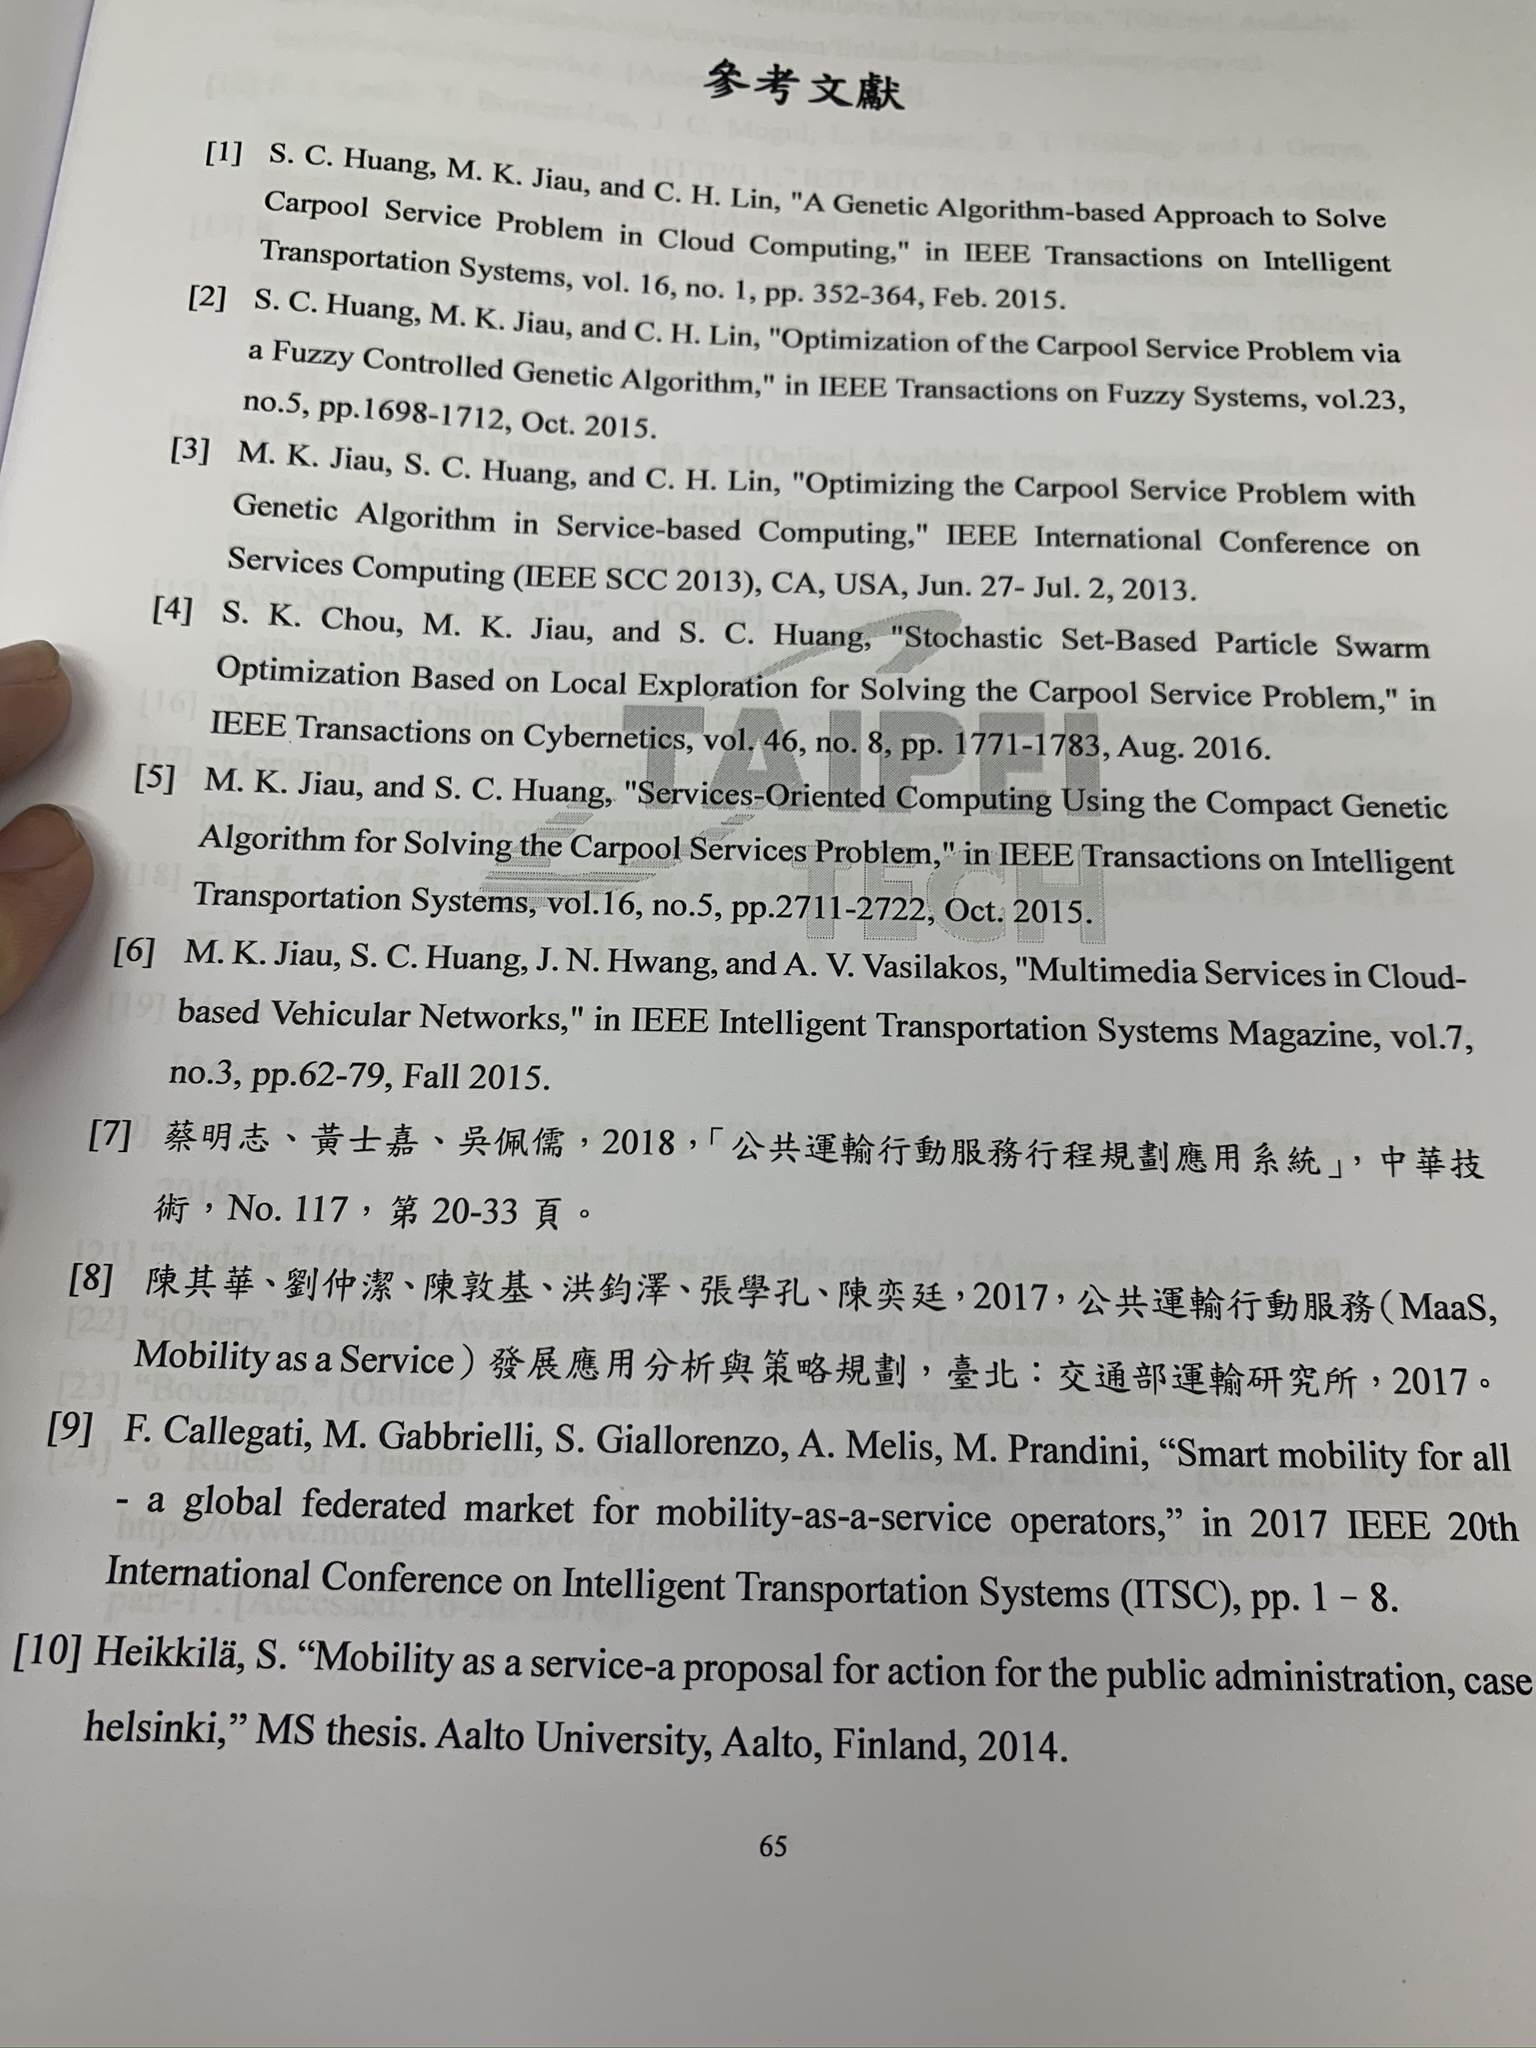 參考文獻
[1] S. C. Huang, M. K. Jiau, and C. H. Lin, "A Genetic Algorithm-based Approach to Solve
Carpool Service Problem in Cloud Computing," in IEEE Transactions on Intelligent
Transportation Systems, vol. 16, no. 1, pp. 352-364, Feb. 2015.
[2] S. C. Huang, M. K. Jiau, and C. H. Lin, "Optimization of the Carpool Service Problem via
a Fuzzy Controlled Genetic Algorithm," in IEEE Transactions on Fuzzy Systems, vol.23,
no.5, pp.1698-1712, Oct. 2015.
[3] M. K. Jiau, S. C. Huang, and C. H. Lin, "Optimizing the Carpool Service Problem with
Genetic Algorithm in Service-based Computing," IEEE International Conference on
Services Computing (IEEE SCC 2013), CA, USA, Jun. 27- Jul. 2, 2013.
[4] S. K. Chou, M. K. Jiau, and S. C. Huang, "Stochastic Set-Based Particle Swarm
Optimization Based on Local Exploration for Solving the Carpool Service Problem," in
IEEE Transactions on Cybernetics, vol. 46, no. 8, pp. 1771-1783, Aug. 2016.
[5] M. K. Jiau, and S. C. Huang, "Services-Oriented Computing Using the Compact Genetic
Algorithm for Solving the Carpool Services Problem," in IEEE Transactions on Intelligent
Transportation Systems, vol.16, no.5, pp.2711-2722, Oct. 2015.
[6] M. K. Jiau, S. C. Huang, J. N. Hwang, and A. V. Vasilakos, "Multimedia Services in Cloud-
based Vehicular Networks," in IEEE Intelligent Transportation Systems Magazine, vol.7,
no.3, pp.62-79, Fall 2015.
[7] 蔡明志、黃士嘉、吳佩儒，2018，「公共運輸行動服務行程規劃應用系統」，中華技
術，No. 117，第 20-33 頁。
[8] 陳其華、劉仲潔、陳敦基、洪鈞澤、張學孔、陳奕廷，2017，公共運輸行動服務（MaaS,
Mobility as a Service）發展應用分析與策略規劃，臺北：交通部運輸研究所，2017。
[9] F. Callegati, M. Gabbrielli, S. Giallorenzo, A. Melis, M. Prandini, “Smart mobility for all
- a global federated market for mobility-as-a-service operators,” in 2017 IEEE 20th
International Conference on Intelligent Transportation Systems (ITSC), pp. 1 – 8.
[10] Heikkilä, S. “Mobility as a service-a proposal for action for the public administration, case
helsinki,” MS thesis. Aalto University, Aalto, Finland, 2014.
TAIPEI
TECH
65